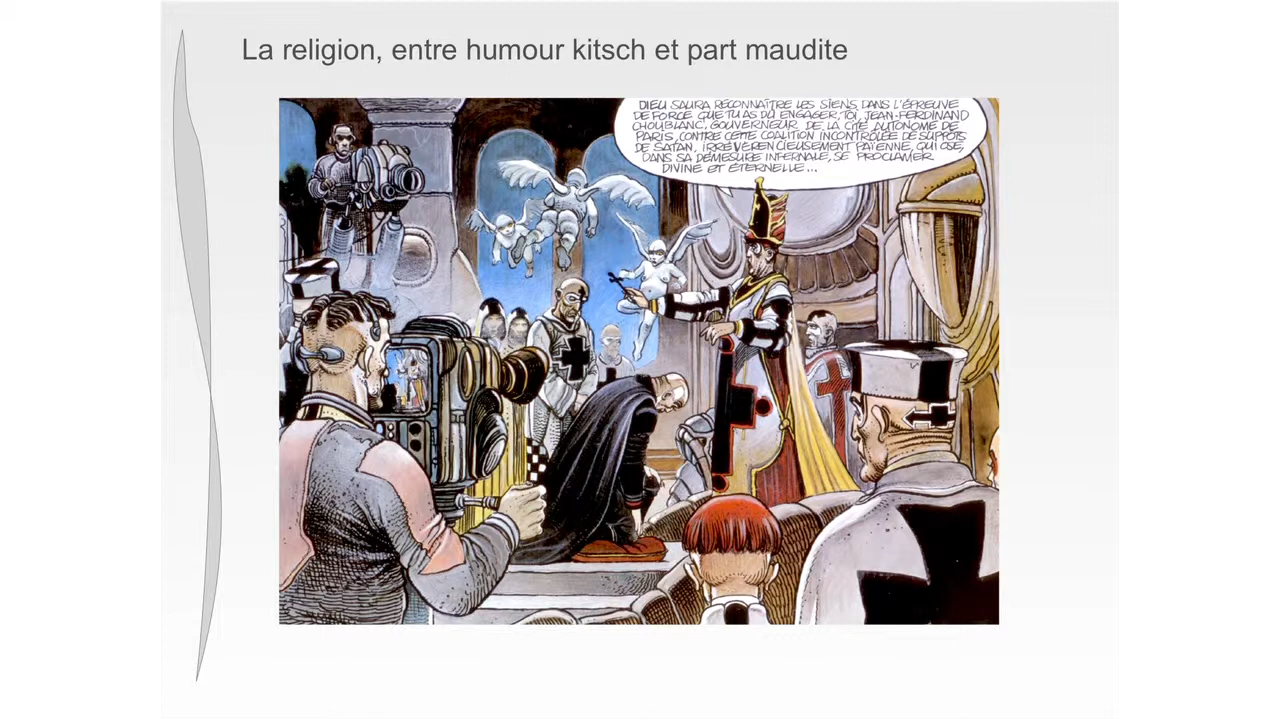 La religion, entre humour kitsch et part maudite
DIEU SAURA RECONNAÎTRE LES SIENS, DANS L'ÉPREUVE
DE FORCE QUE TU AS DÛ ENGAGER, TOI, JEAN-FERDINAND
CHOUBLANC, GOUVERNEUR DE LA CITÉ AUTONOME DE
PARIS, CONTRE CETTE COALITION INCONTRÔLÉE DE SUPPÔTS
DE SATAN, IRRÉVÉRENCIEUSEMENT PAÏENNE, QUI OSE,
DANS SA DÉMESURE INFERNALE, SE PROCLAMER
DIVINE ET ÉTERNELLE...